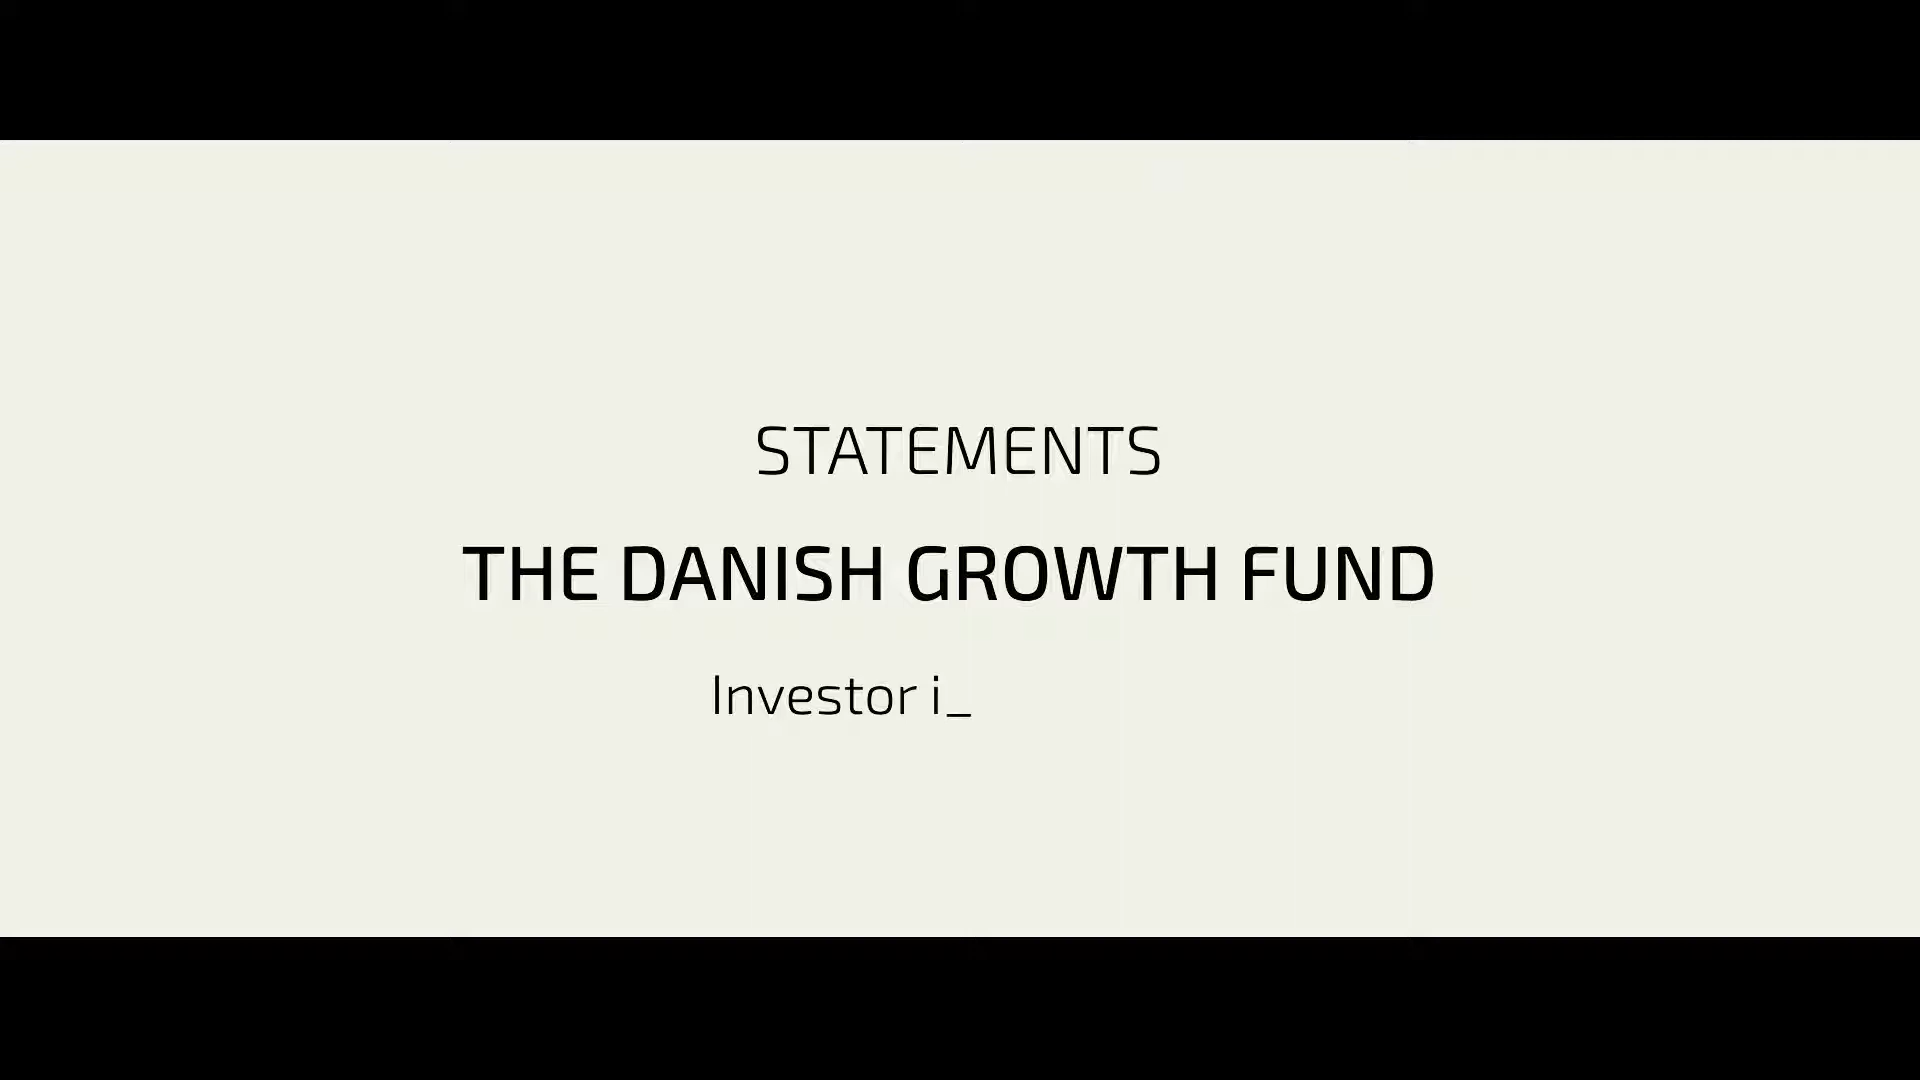 STATEMENTS
THE DANISH GROWTH FUND
Investor i_